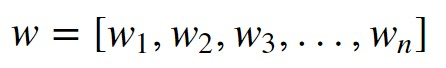 w = [w₁, w₂, w₃, . . . , wₙ]